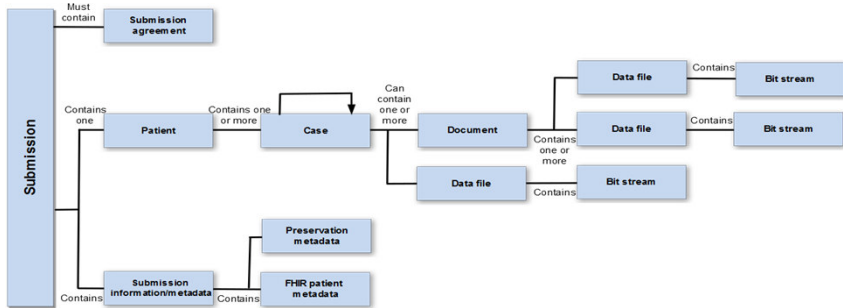 Submission
Must
contain
Submission
agreement
Contains
one
Patient
Contains one
or more
Case
Can
contain
one or
more
Document
Contains
one or
more
Data file
Contains
Bit stream
Data file
Contains
Bit stream
Data file
Contains
Bit stream
Contains
Submission
information/metadata
Contains
Preservation
metadata
FHIR patient
metadata